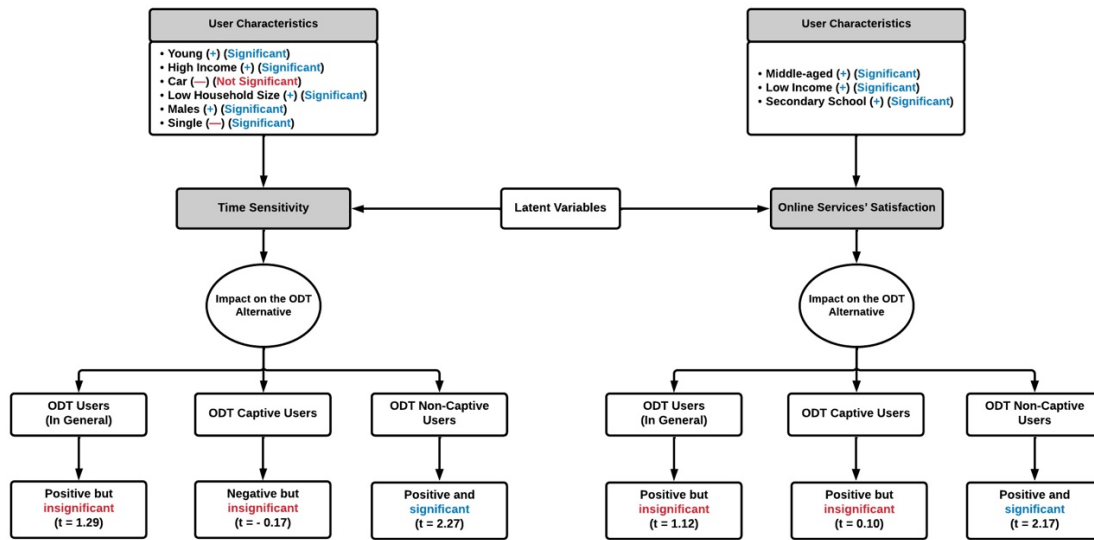 User Characteristics
• Young (+) (Significant)
• High Income (+) (Significant)
• Car (—) (Not Significant)
• Low Household Size (+) (Significant)
• Males (+) (Significant)
• Single (—) (Significant)
User Characteristics
• Middle-aged (+) (Significant)
• Low Income (+) (Significant)
• Secondary School (+) (Significant)
Time Sensitivity
Latent Variables
Online Services' Satisfaction
Impact on the ODT
Alternative
Impact on the ODT
Alternative
ODT Users
(In General)
ODT Captive Users
ODT Non-Captive
Users
ODT Users
(In General)
ODT Captive Users
ODT Non-Captive
Users
Positive but
insignificant
(t = 1.29)
Negative but
insignificant
(t = - 0.17)
Positive and
significant
(t = 2.27)
Positive but
insignificant
(t = 1.12)
Positive but
insignificant
(t = 0.10)
Positive and
significant
(t = 2.17)